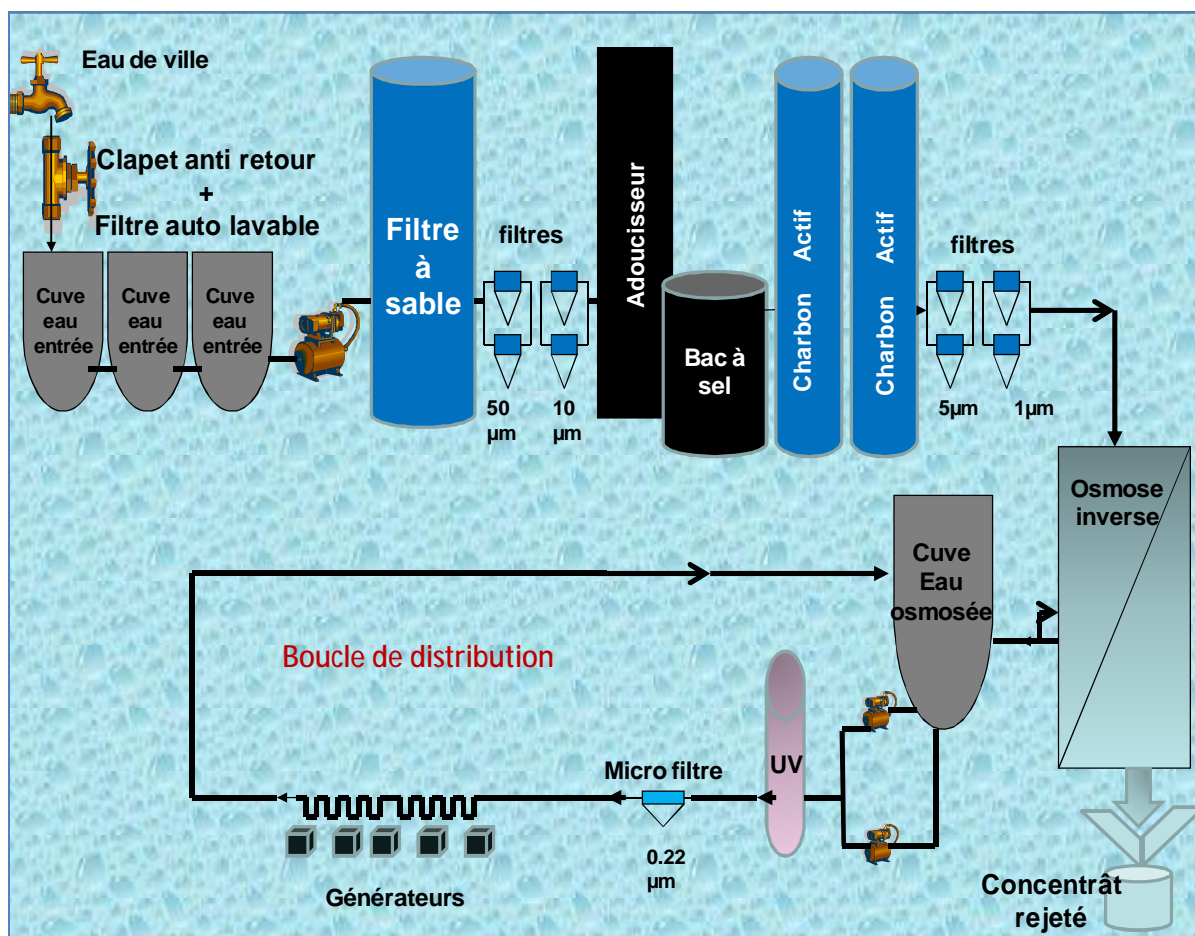 Eau de ville
Clapet anti retour
+
Filtre auto lavable
Cuve
eau
entrée
Cuve
eau
entrée
Cuve
eau
entrée
Filtre
à
sable
filtres
50
µm
10
µm
Adoucisseur
Bac à
sel
Charbon Actif
Charbon Actif
filtres
5µm
1µm
Osmose
inverse
Cuve
Eau
osmosée
Boucle de distribution
UV
Micro filtre
0.22
µm
Générateurs
Concentrât
rejeté